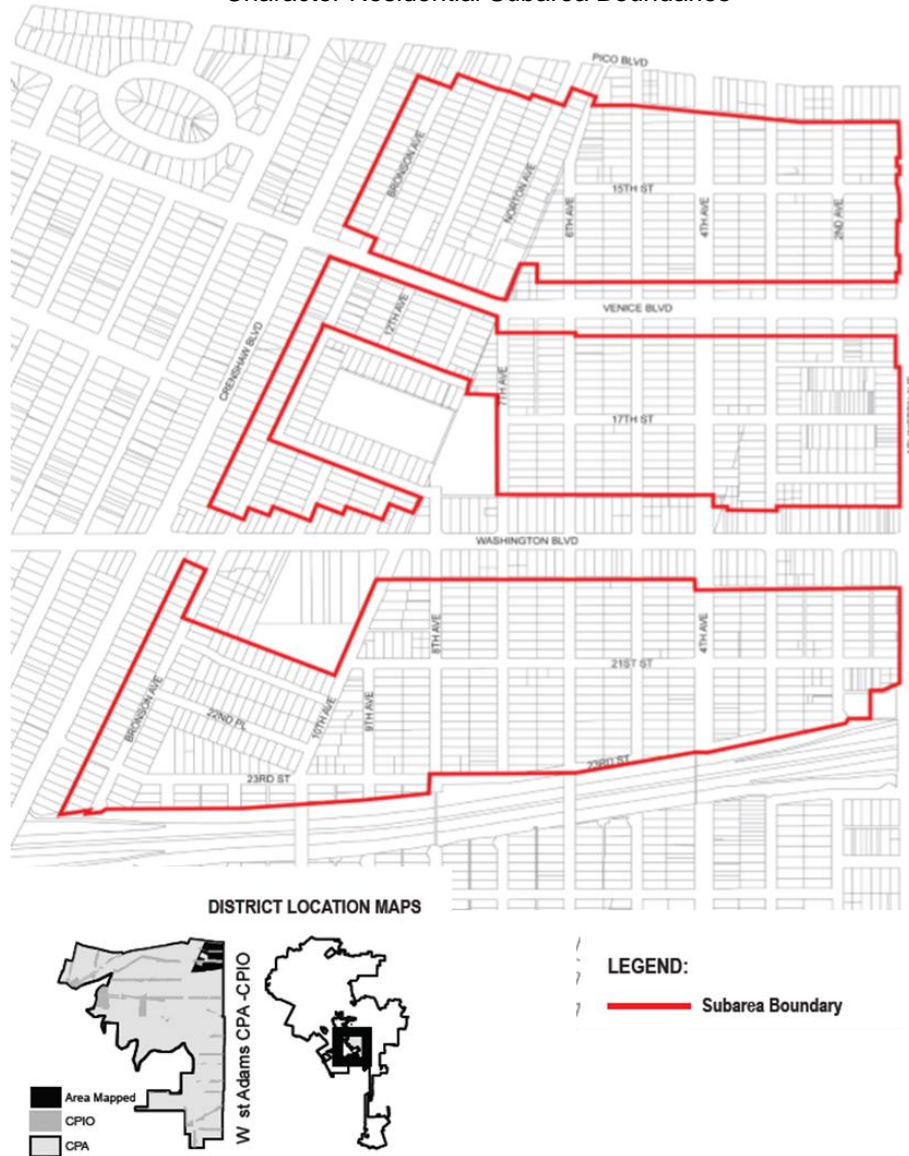 Character Residential Subarea Boundaries
PICO BLVD
BRONSON AVE
NORTON AVE
15TH ST
6TH AVE
4TH AVE
2ND AVE
VENICE BLVD
12TH AVE
CRENSHAW BLVD
7TH AVE
17TH ST
WASHINGTON BLVD
8TH AVE
4TH AVE
21ST ST
BRONSON AVE
22ND PL
10TH AVE
9TH AVE
23RD ST
23RD ST
DISTRICT LOCATION MAPS
W st Adams CPA -CPIO
Area Mapped
CPIO
CPA
LEGEND:
Subarea Boundary